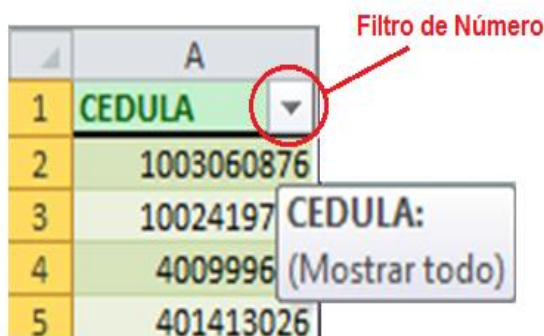 Filtro de Número
A
1 CEDULA
2 1003060876
3 10024197
CEDULA:
4 4009996
(Mostrar todo)
5 401413026